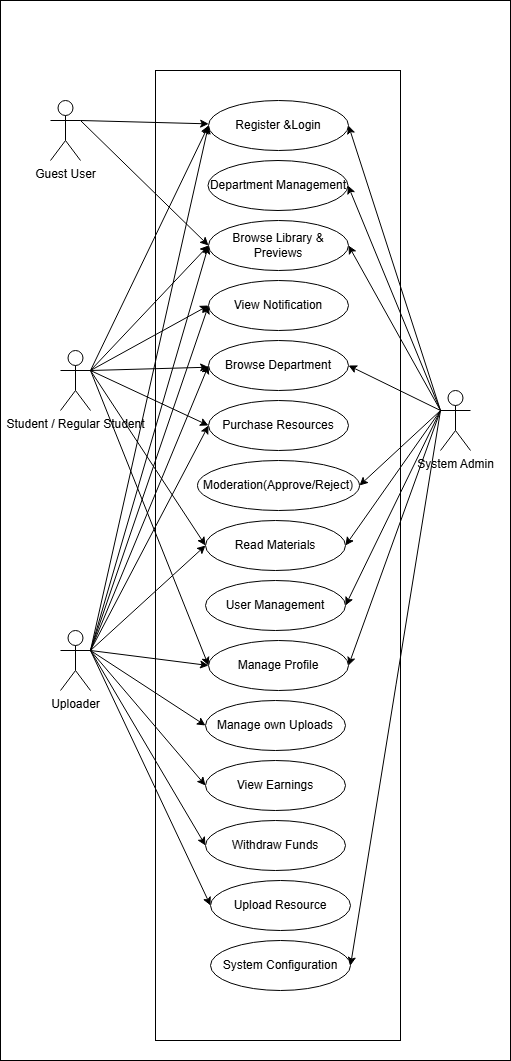 Register &Login
Guest User
Department Management
Browse Library &
Previews
View Notification
Browse Department
Student / Regular Student
Purchase Resources
System Admin
Moderation(Approve/Reject)
Read Materials
User Management
Manage Profile
Uploader
Manage own Uploads
View Earnings
Withdraw Funds
Upload Resource
System Configuration